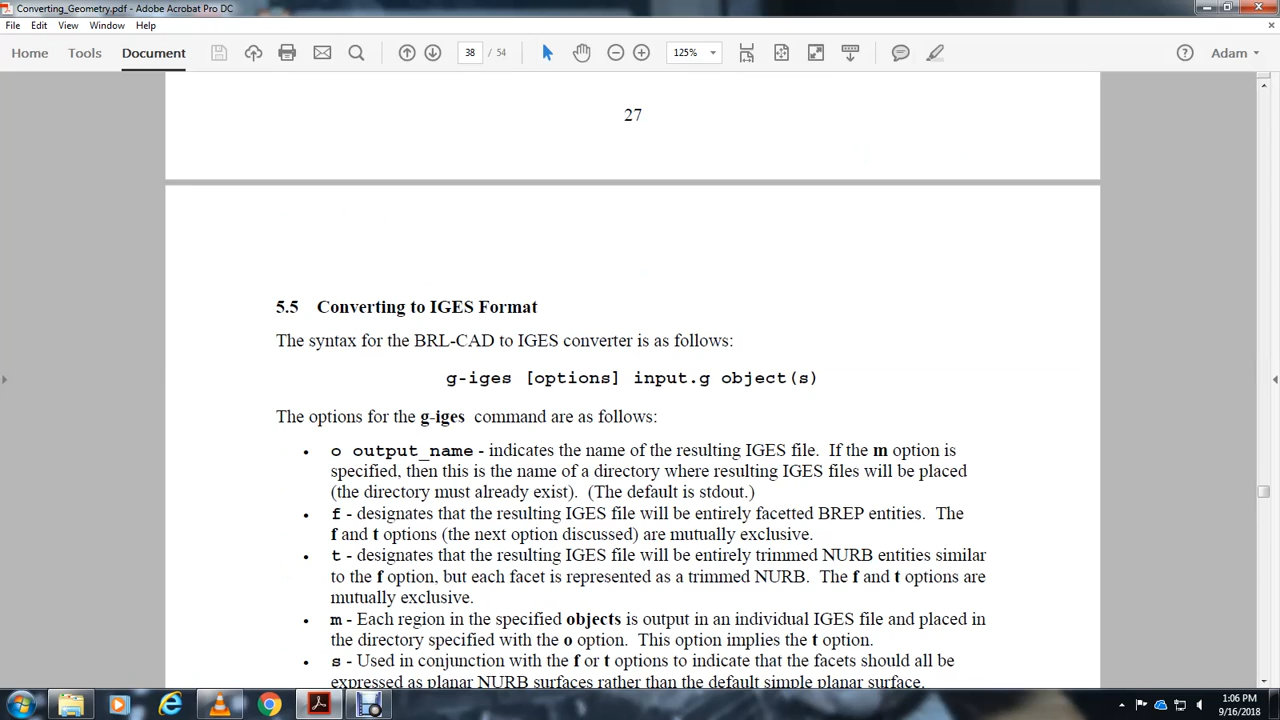 Converting_Geometry.pdf - Adobe Acrobat Pro DC
File Edit View Window Help
Home Tools Document 38 / 54 125% Adam
27
5.5 Converting to IGES Format
The syntax for the BRL-CAD to IGES converter is as follows:
g-iges [options] input.g object(s)
The options for the g-iges command are as follows:
• o output_name - indicates the name of the resulting IGES file. If the m option is
specified, then this is the name of a directory where resulting IGES files will be placed
(the directory must already exist). (The default is stdout.)
• f - designates that the resulting IGES file will be entirely facetted BREP entities. The
f and t options (the next option discussed) are mutually exclusive.
• t - designates that the resulting IGES file will be entirely trimmed NURB entities similar
to the f option, but each facet is represented as a trimmed NURB. The f and t options are
mutually exclusive.
• m - Each region in the specified objects is output in an individual IGES file and placed in
the directory specified with the o option. This option implies the t option.
• s - Used in conjunction with the f or t options to indicate that the facets should all be
expressed as planar NURB surfaces rather than the default simple planar surface.
1:06 PM
9/16/2018